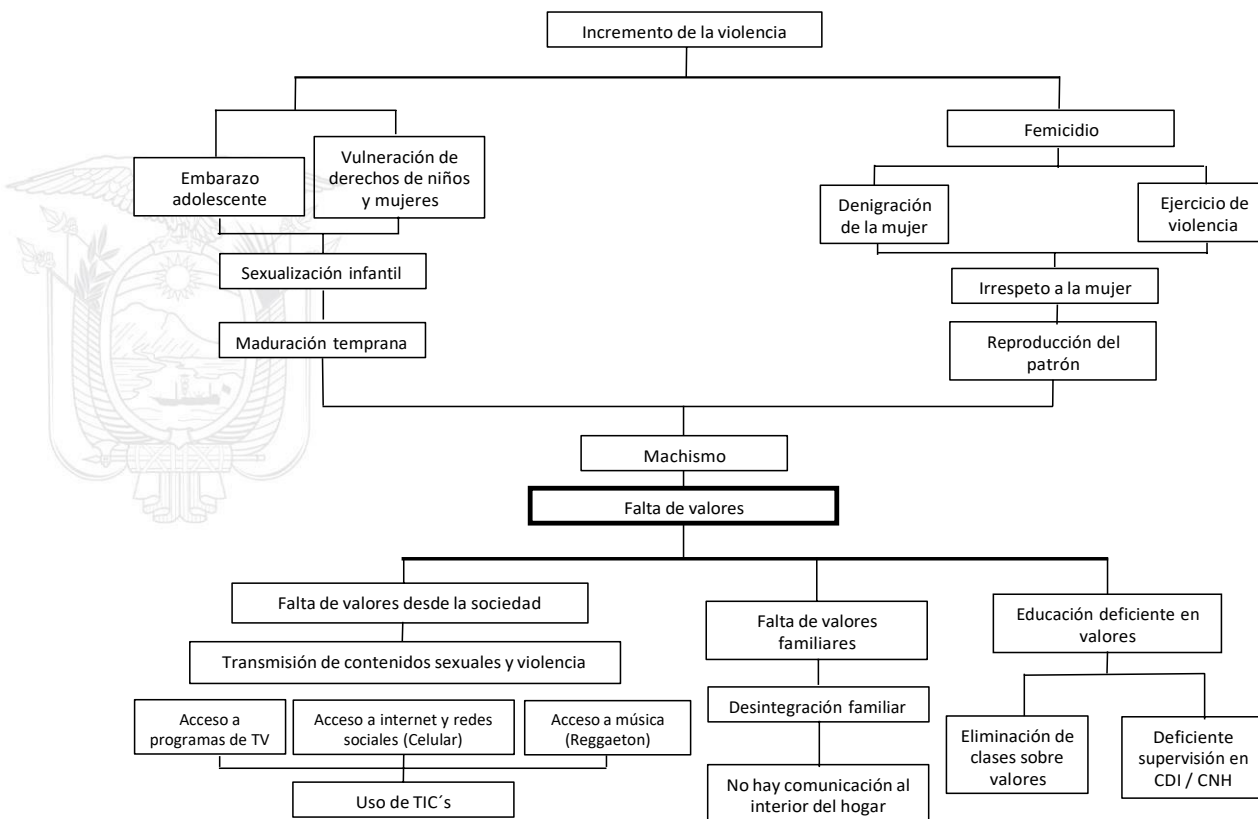 Incremento de la violencia
Femicidio
Embarazo
adolescente
Vulneración de
derechos de niños
y mujeres
Denigración
de la mujer
Ejercicio de
violencia
Sexualización infantil
Irrespeto a la mujer
Maduración temprana
Reproducción del
patrón
Machismo
Falta de valores
Falta de valores desde la sociedad
Falta de valores
familiares
Educación deficiente en
valores
Transmisión de contenidos sexuales y violencia
Desintegración familiar
Acceso a
programas de TV
Acceso a internet y redes
sociales (Celular)
Acceso a música
(Reggaeton)
Eliminación de
clases sobre
valores
Deficiente
supervisión en
CDI / CNH
Uso de TIC´s
No hay comunicación al
interior del hogar